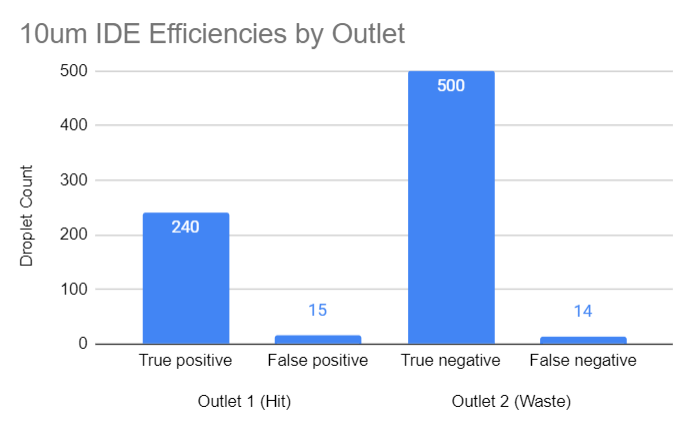 10um IDE Efficiencies by Outlet
500
400
300
200
100
0
Droplet Count
240
15
500
14
True positive
False positive
True negative
False negative
Outlet 1 (Hit)
Outlet 2 (Waste)